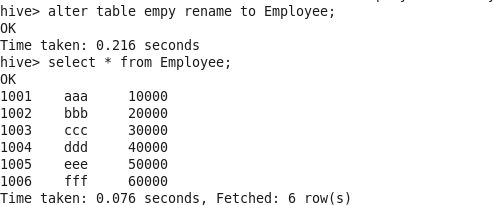 hive> alter table empy rename to Employee;
OK
Time taken: 0.216 seconds
hive> select * from Employee;
OK
1001 aaa 10000
1002 bbb 20000
1003 ccc 30000
1004 ddd 40000
1005 eee 50000
1006 fff 60000
Time taken: 0.076 seconds, Fetched: 6 row(s)